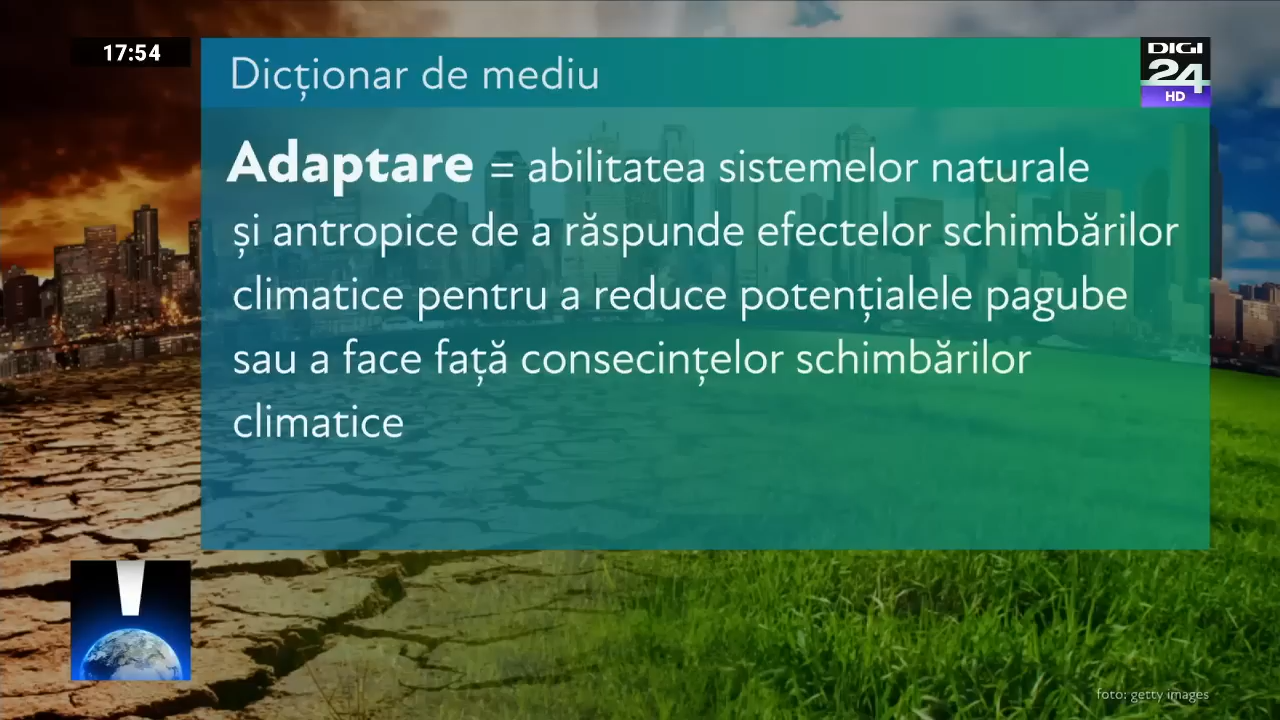 17:54
Dicționar de mediu
DIGI
24
HD
Adaptare = abilitatea sistemelor naturale
și antropice de a răspunde efectelor schimbărilor
climatice pentru a reduce potențialele pagube
sau a face față consecințelor schimbărilor
climatice
foto: getty images